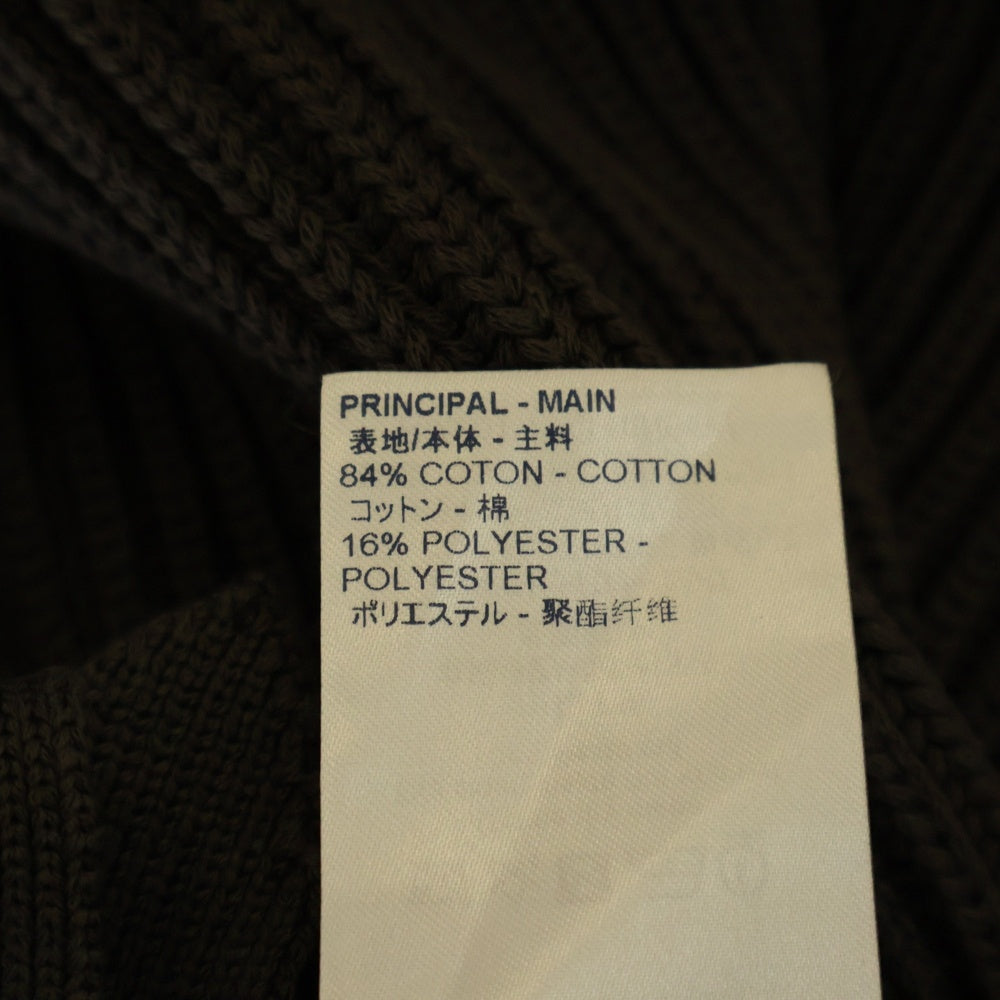 PRINCIPAL - MAIN
表地/本体 - 主料
84% COTON - COTTON
コットン - 棉
16% POLYESTER -
POLYESTER
ポリエステル - 聚酯纤维